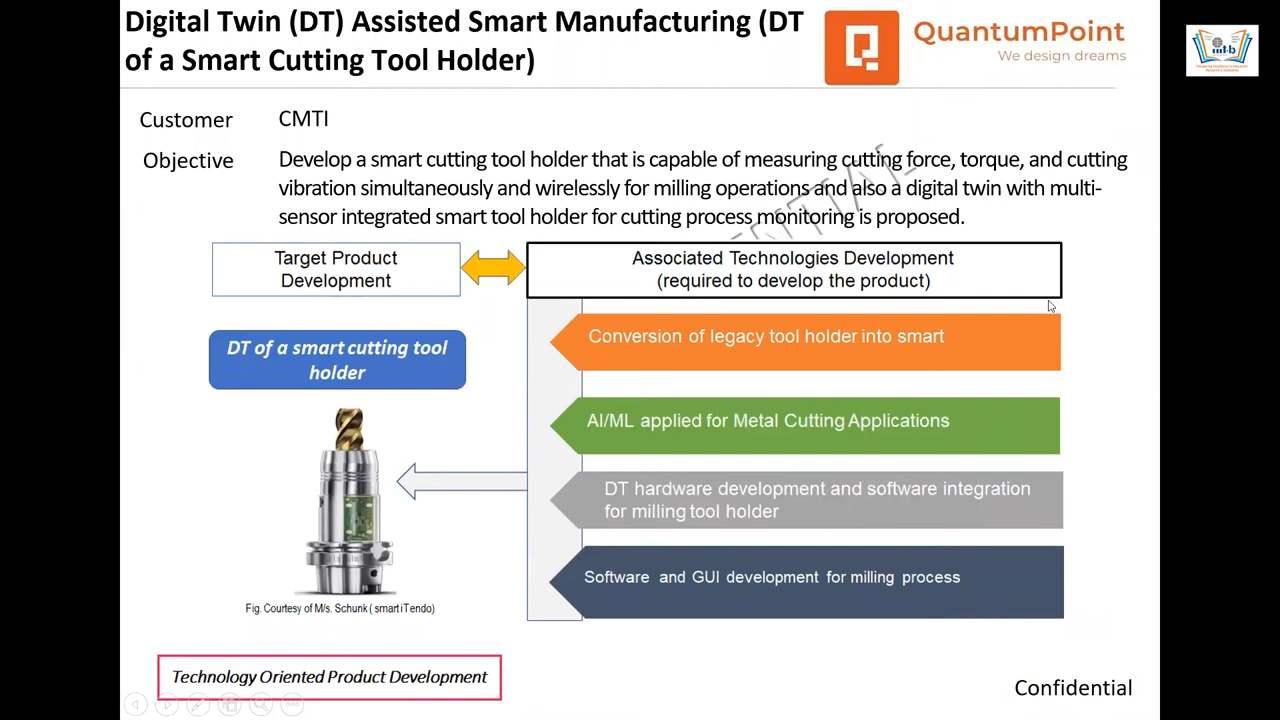 Digital Twin (DT) Assisted Smart Manufacturing (DT
of a Smart Cutting Tool Holder)
QuantumPoint
We design dreams
Customer CMTI
Objective Develop a smart cutting tool holder that is capable of measuring cutting force, torque, and cutting
vibration simultaneously and wirelessly for milling operations and also a digital twin with multi-
sensor integrated smart tool holder for cutting process monitoring is proposed.
Target Product
Development
Associated Technologies Development
(required to develop the product)
DT of a smart cutting tool
holder
Conversion of legacy tool holder into smart
AI/ML applied for Metal Cutting Applications
DT hardware development and software integration
for milling tool holder
Software and GUI development for milling process
Fig. Courtesy of M/s. Schunk ( smart iTendo)
Technology Oriented Product Development
Confidential